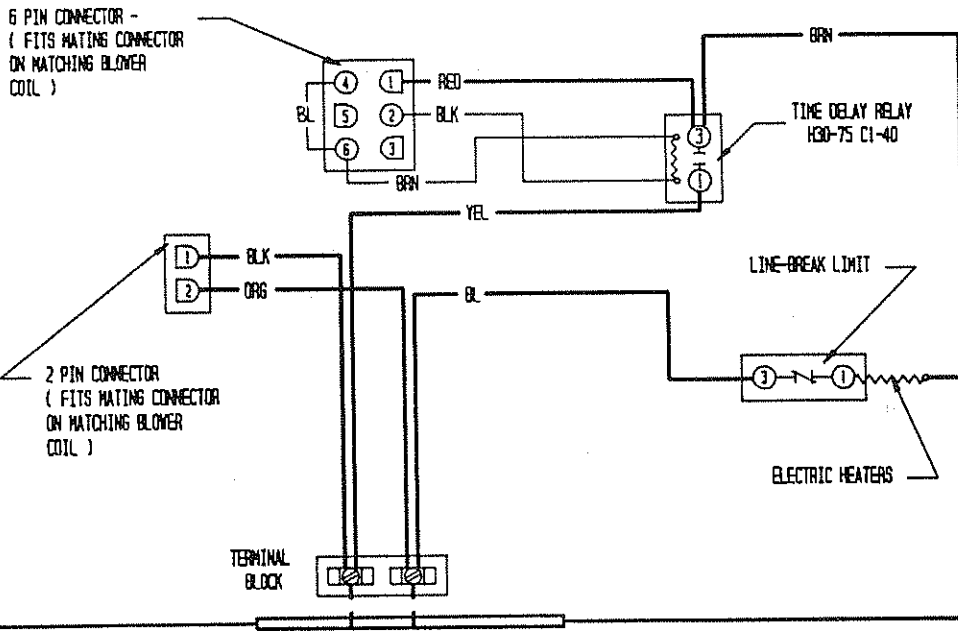 6 PIN CONNECTOR -
( FITS MATING CONNECTOR
ON MATCHING BLOWER
COIL )
BRN
4
1
RED
BL
5
2
BLK
6
3
BRN
3
1
TIME DELAY RELAY
H30-75 C1-40
YEL
1
BLK
2
ORG
BL
LINE-BREAK LIMIT
3
1
2 PIN CONNECTOR
( FITS MATING CONNECTOR
ON MATCHING BLOWER
COIL )
ELECTRIC HEATERS
TERMINAL
BLOCK